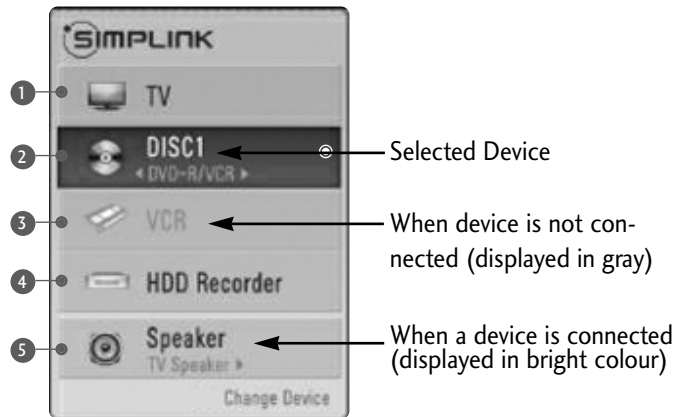 SIMPLINK
1 TV
2 DISC1
◄ DVD-R/VCR ►
Selected Device
3 VCR
When device is not con-
nected (displayed in gray)
4 HDD Recorder
5 Speaker
TV Speaker ►
When a device is connected
(displayed in bright colour)
Change Device